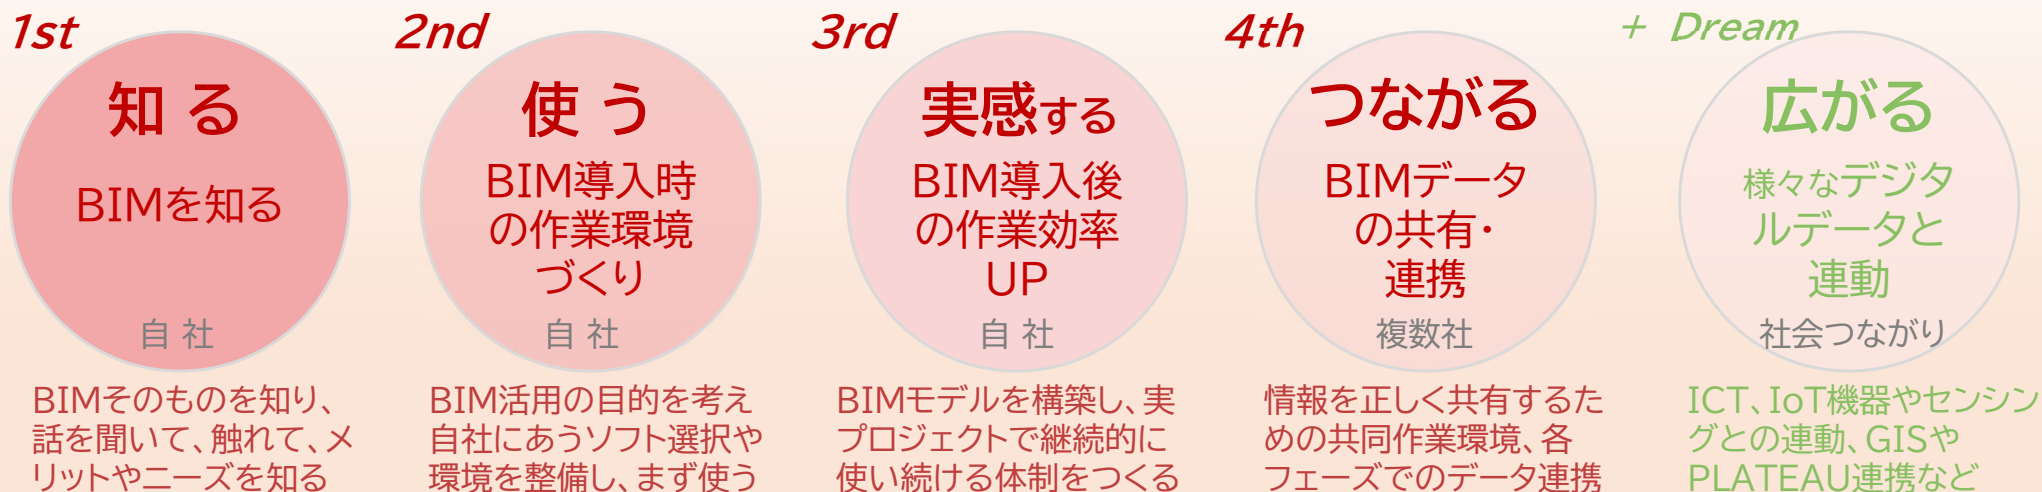 1st
知 る
BIMを知る
自 社
BIMそのものを知り、
話を聞いて、触れて、メ
リットやニーズを知る
2nd
使 う
BIM導入時
の作業環境
づくり
自 社
BIM活用の目的を考え
自社にあうソフト選択や
環境を整備し、まず使う
3rd
実感する
BIM導入後
の作業効率
UP
自 社
BIMモデルを構築し、実
プロジェクトで継続的に
使い続ける体制をつくる
4th
つながる
BIMデータ
の共有・
連携
複数社
情報を正しく共有するた
めの共同作業環境、各
フェーズでのデータ連携
+ Dream
広がる
様々なデジタ
ルデータと
連動
社会つながり
ICT、IoT機器やセンシン
グとの連動、GISや
PLATEAU連携など